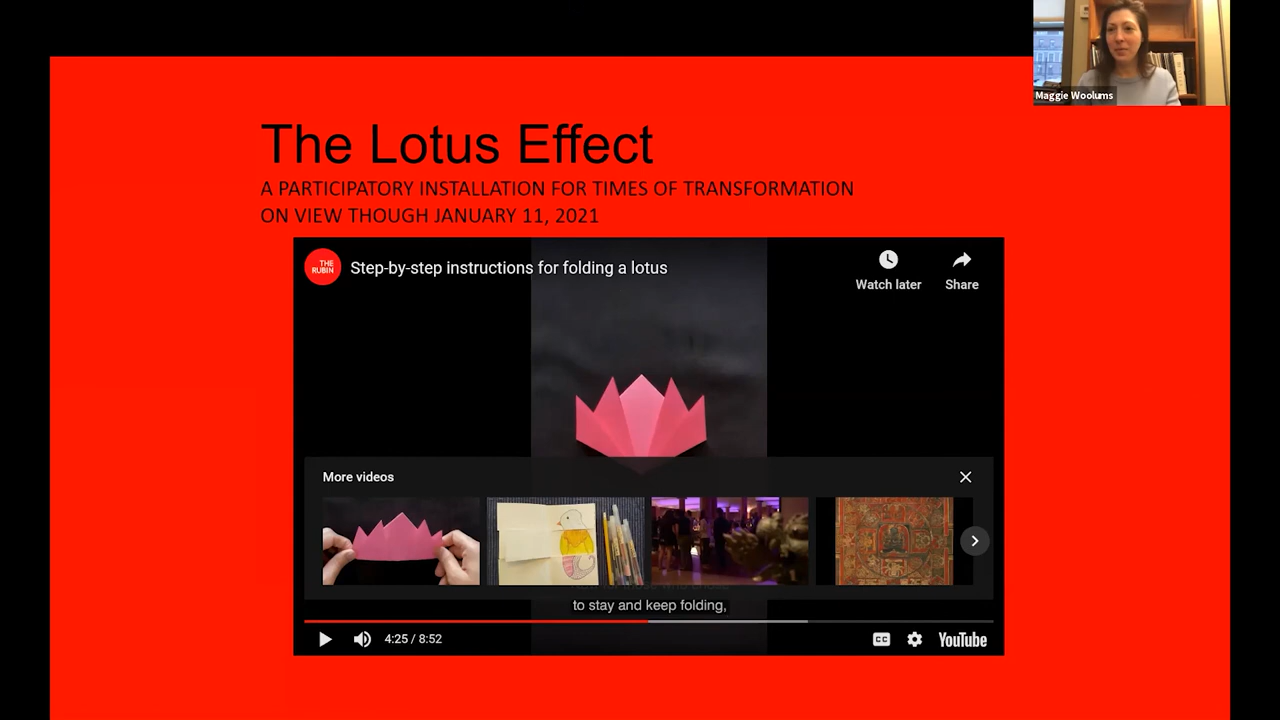 Maggie Woolums
The Lotus Effect
A PARTICIPATORY INSTALLATION FOR TIMES OF TRANSFORMATION
ON VIEW THOUGH JANUARY 11, 2021
THE
RUBIN
Step-by-step instructions for folding a lotus
Watch later
Share
More videos
to stay and keep folding,
4:25 / 8:52
CC
YouTube